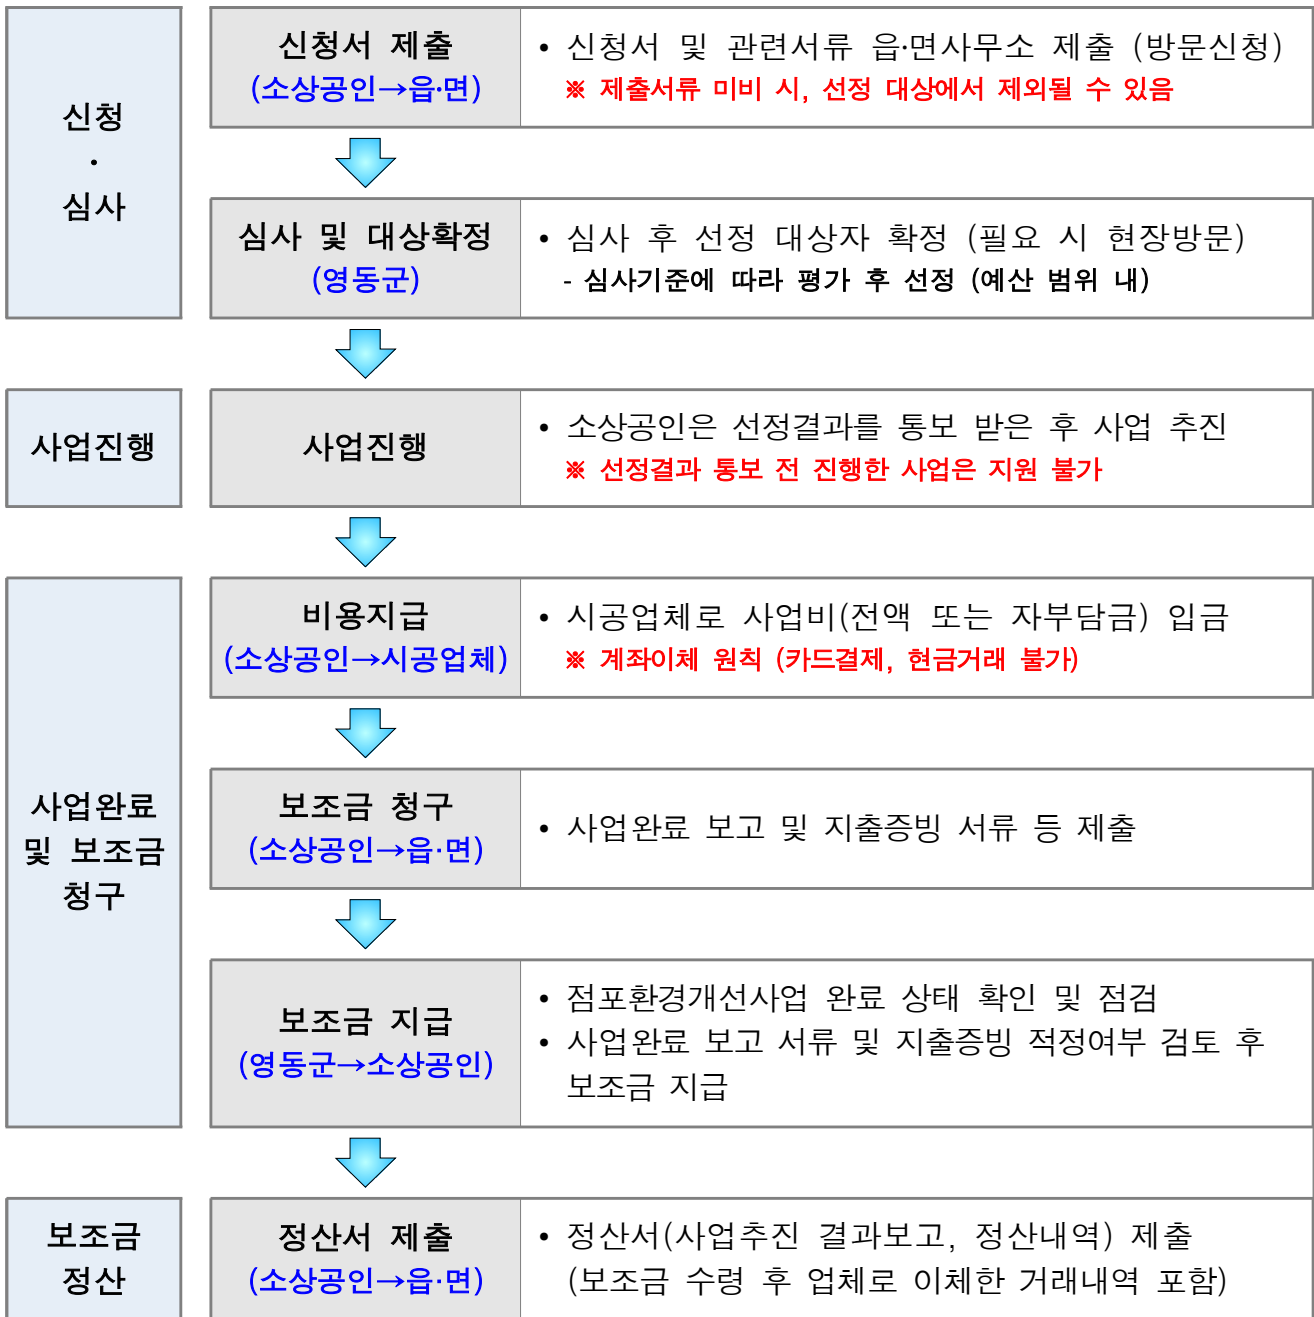 신청
·
심사
신청서 제출
(소상공인→읍·면)
• 신청서 및 관련서류 읍·면사무소 제출 (방문신청)
※ 제출서류 미비 시, 선정 대상에서 제외될 수 있음
심사 및 대상확정
(영동군)
• 심사 후 선정 대상자 확정 (필요 시 현장방문)
- 심사기준에 따라 평가 후 선정 (예산 범위 내)
사업진행
사업진행
• 소상공인은 선정결과를 통보 받은 후 사업 추진
※ 선정결과 통보 전 진행한 사업은 지원 불가
사업완료
및 보조금
청구
비용지급
(소상공인→시공업체)
• 시공업체로 사업비(전액 또는 자부담금) 입금
※ 계좌이체 원칙 (카드결제, 현금거래 불가)
보조금 청구
(소상공인→읍·면)
• 사업완료 보고 및 지출증빙 서류 등 제출
보조금 지급
(영동군→소상공인)
• 점포환경개선사업 완료 상태 확인 및 점검
• 사업완료 보고 서류 및 지출증빙 적정여부 검토 후
보조금 지급
보조금
정산
정산서 제출
(소상공인→읍·면)
• 정산서(사업추진 결과보고, 정산내역) 제출
(보조금 수령 후 업체로 이체한 거래내역 포함)